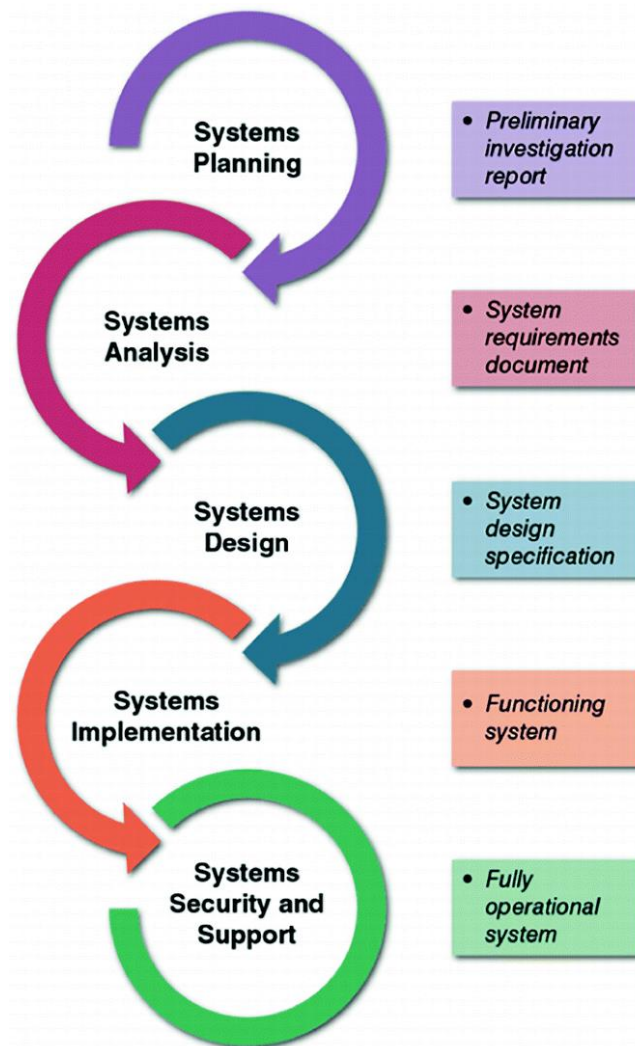 Systems
Planning
• Preliminary
investigation
report
Systems
Analysis
• System
requirements
document
Systems
Design
• System
design
specification
Systems
Implementation
• Functioning
system
Systems
Security and
Support
• Fully
operational
system